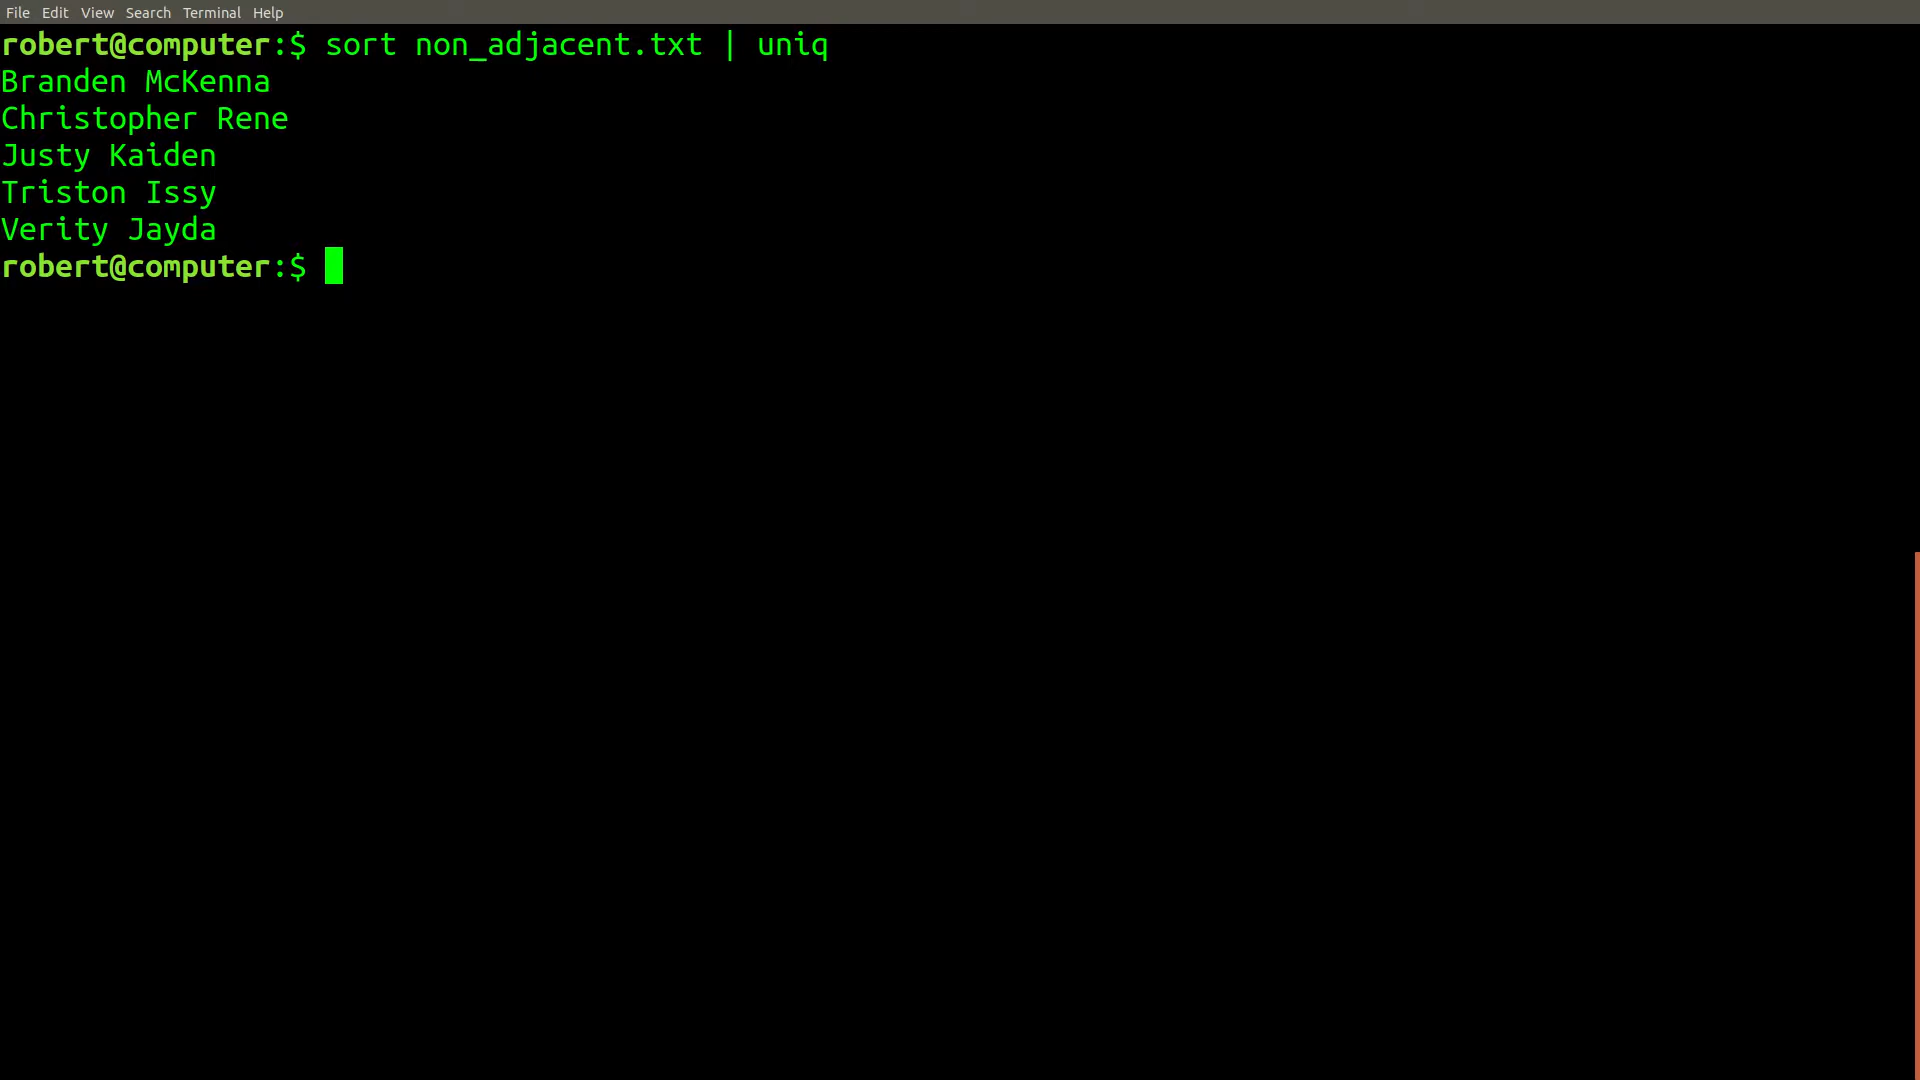 File Edit View Search Terminal Help
robert@computer:$ sort non_adjacent.txt | uniq
Branden McKenna
Christopher Rene
Justy Kaiden
Triston Issy
Verity Jayda
robert@computer:$